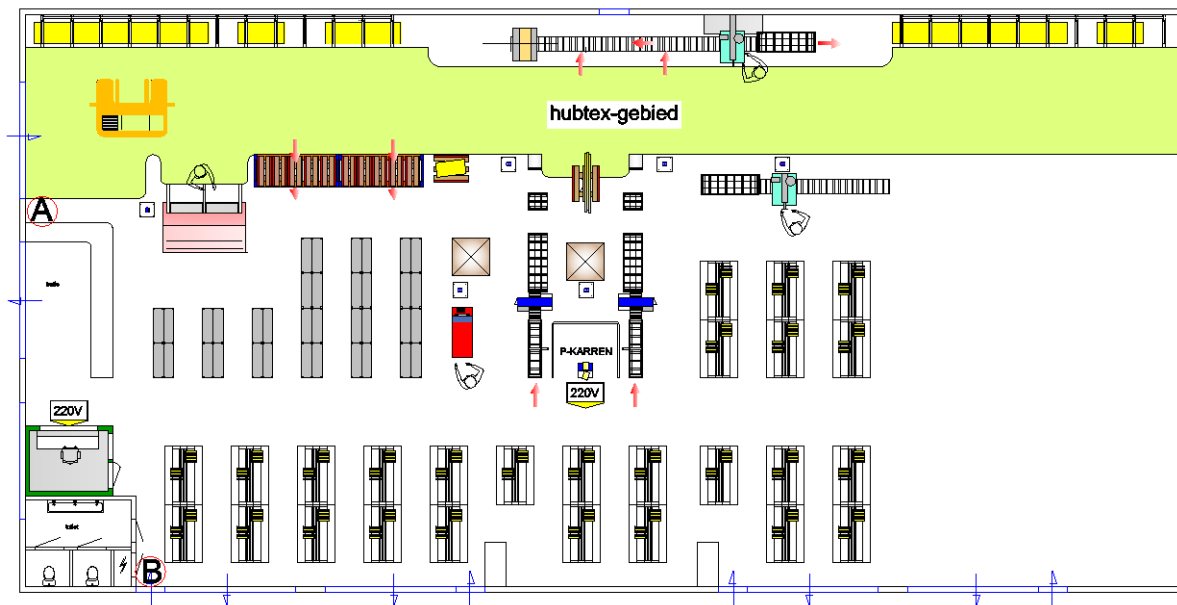 hubtex-gebied
A
P-KARREN
220V
220V
toilet
B